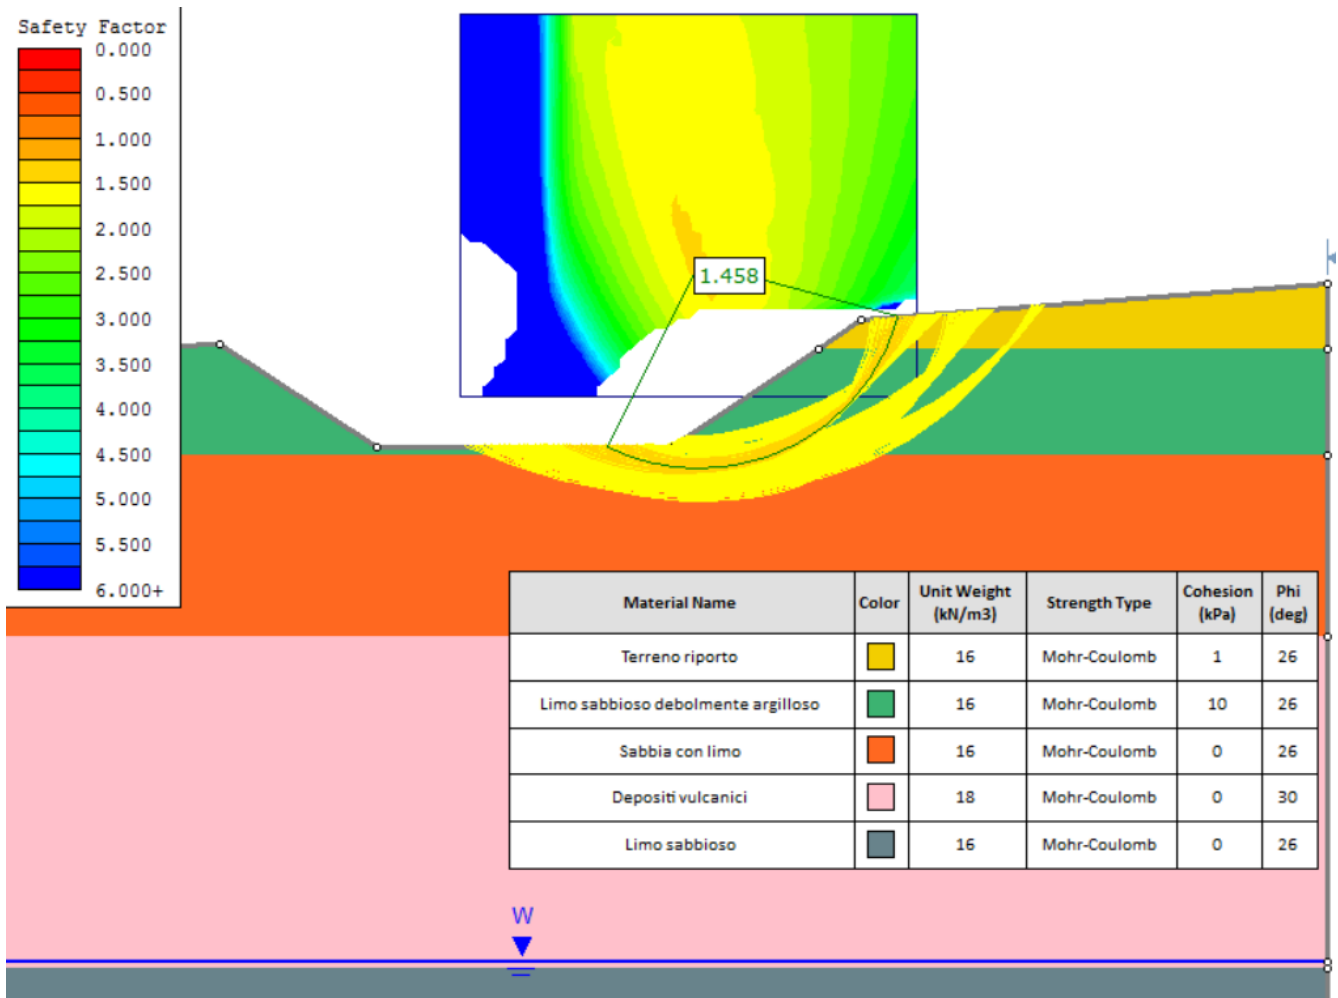 Safety Factor
0.000
0.500
1.000
1.500
2.000
2.500
3.000
3.500
4.000
4.500
5.000
5.500
6.000+
1.458
Material Name Color Unit Weight (kN/m3) Strength Type Cohesion (kPa) Phi (deg)
Terreno riporto 16 Mohr-Coulomb 1 26
Limo sabbioso debolmente argilloso 16 Mohr-Coulomb 10 26
Sabbia con limo 16 Mohr-Coulomb 0 26
Depositi vulcanici 18 Mohr-Coulomb 0 30
Limo sabbioso 16 Mohr-Coulomb 0 26
W